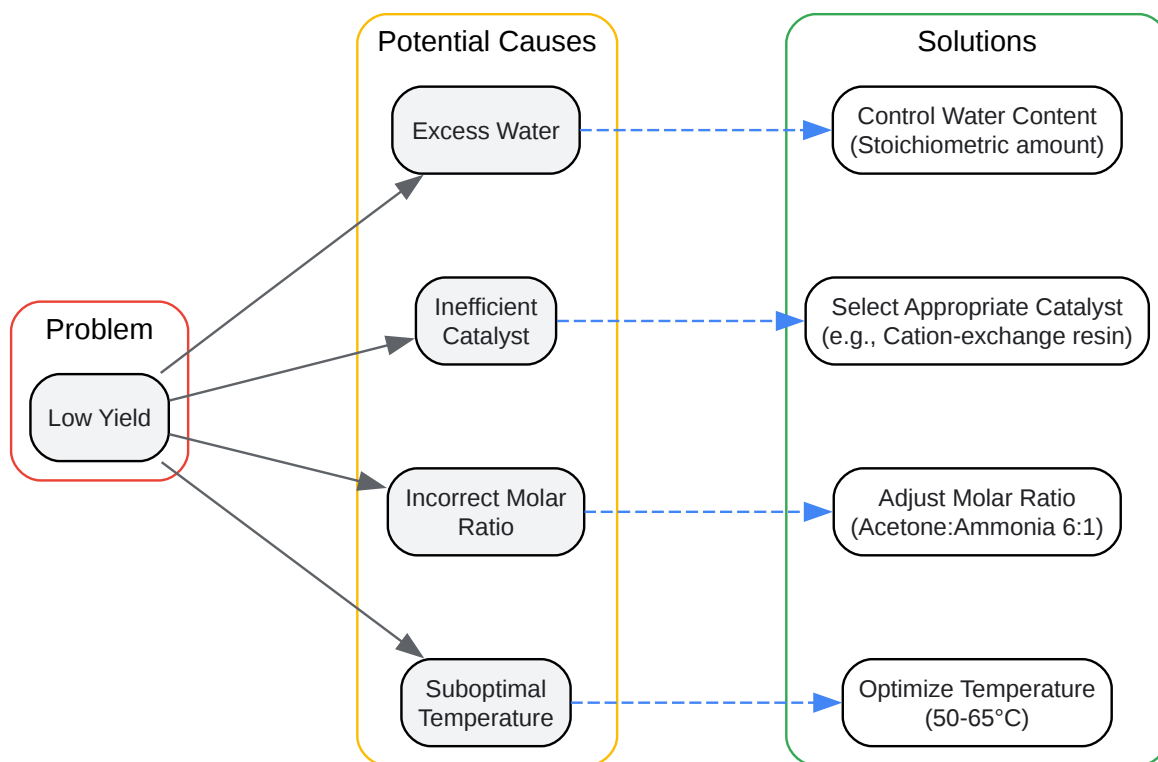 Potential Causes
Solutions
Excess Water
Control Water Content
(Stoichiometric amount)
Inefficient
Catalyst
Select Appropriate Catalyst
(e.g., Cation-exchange resin)
Problem
Low Yield
Incorrect Molar
Ratio
Adjust Molar Ratio
(Acetone:Ammonia 6:1)
Suboptimal
Temperature
Optimize Temperature
(50-65°C)